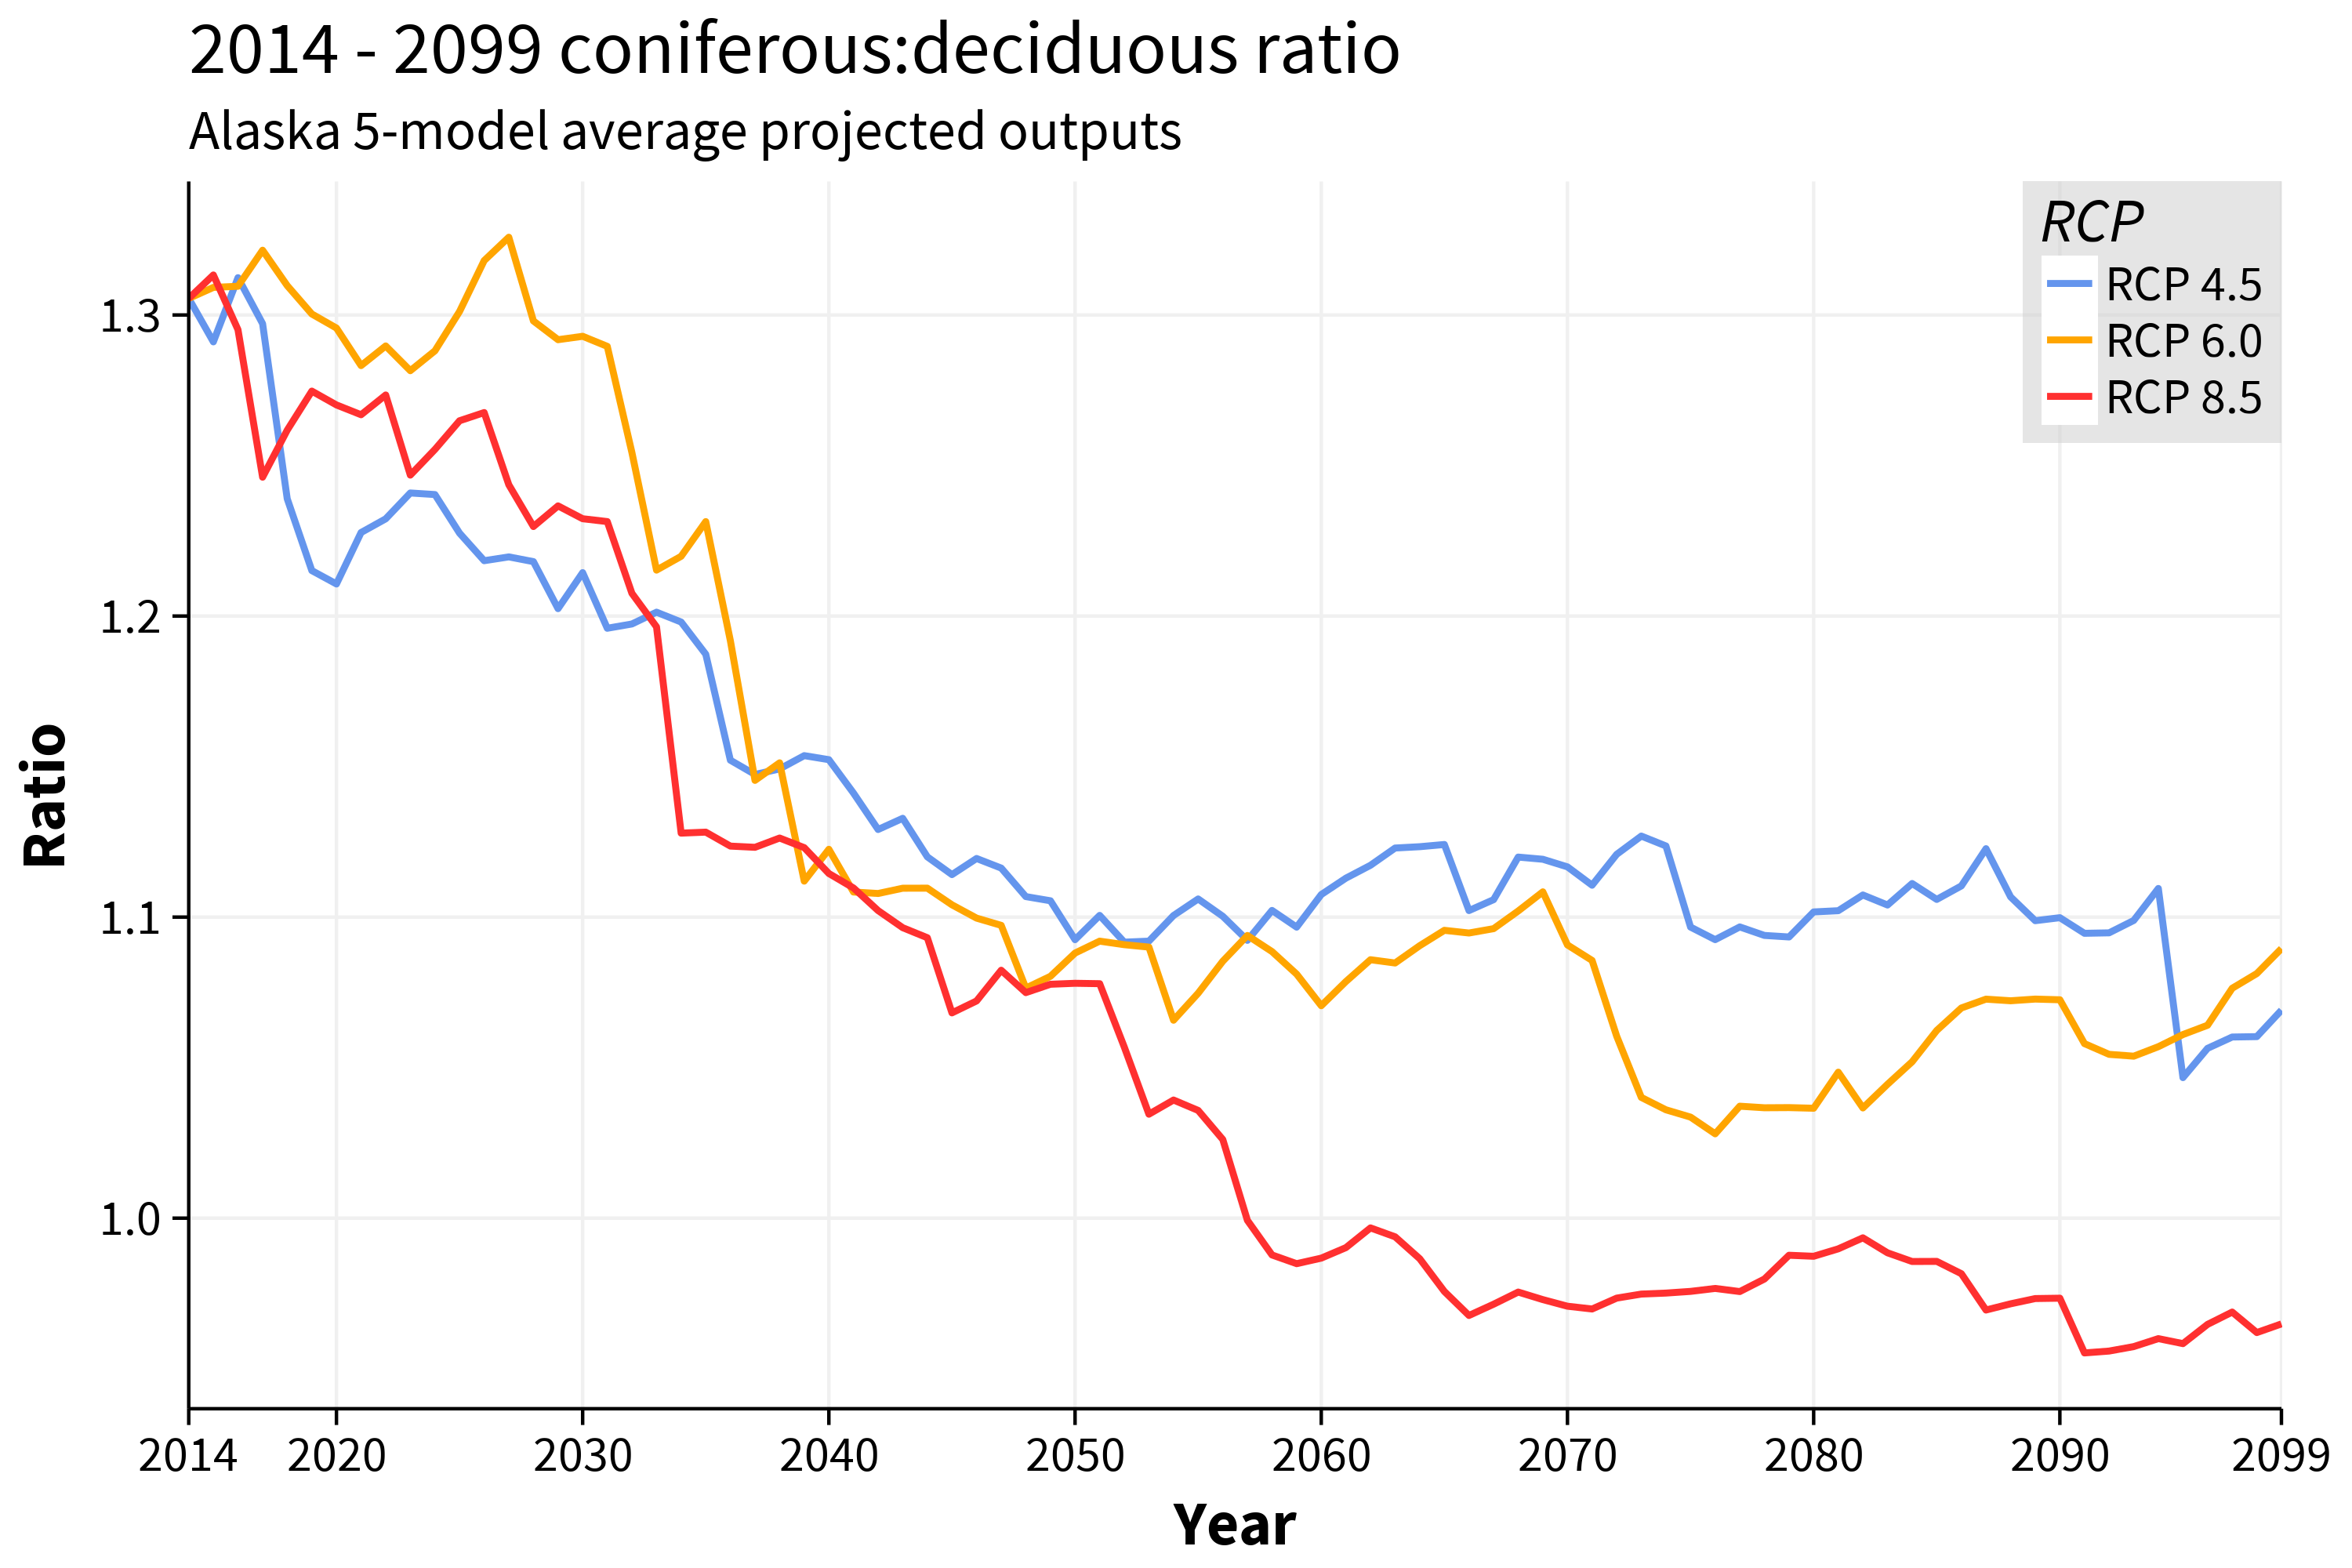 2014 - 2099 coniferous:deciduous ratio
Alaska 5-model average projected outputs
RCP
RCP 4.5
RCP 6.0
RCP 8.5
1.3
1.2
1.1
1.0
Ratio
2014 2020 2030 2040 2050 2060 2070 2080 2090 2099
Year